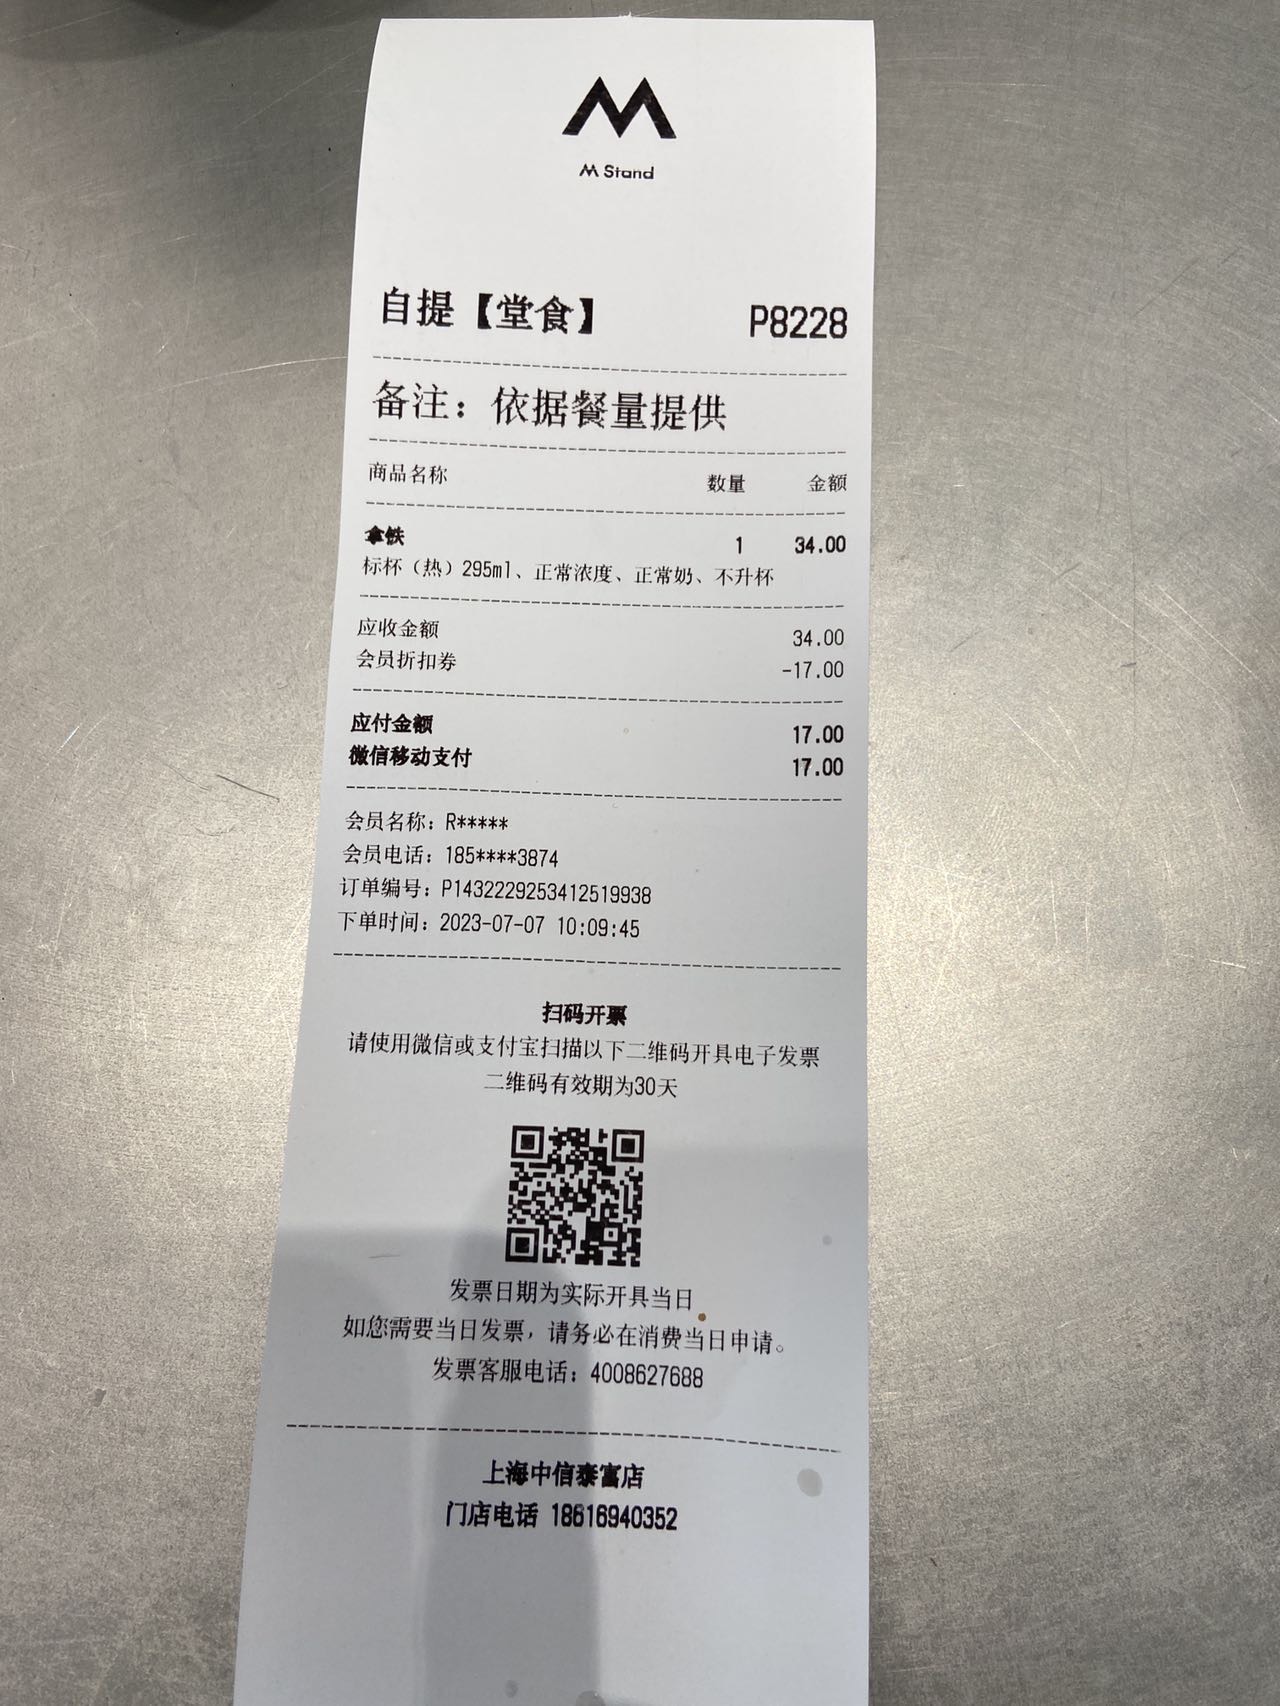 M Stand
自提【堂食】 P8228
备注：依据餐量提供
商品名称 数量 金额
拿铁 1 34.00
标杯（热）295ml、正常浓度、正常奶、不升杯
应收金额 34.00
会员折扣券 -17.00
应付金额 17.00
微信移动支付 17.00
会员名称：R*****
会员电话：185****3874
订单编号：P1432229253412519938
下单时间：2023-07-07 10:09:45
扫码开票
请使用微信或支付宝扫描以下二维码开具电子发票
二维码有效期为30天
发票日期为实际开具当日
如您需要当日发票，请务必在消费当日申请。
发票客服电话：4008627688
上海中信泰富店
门店电话 18616940352